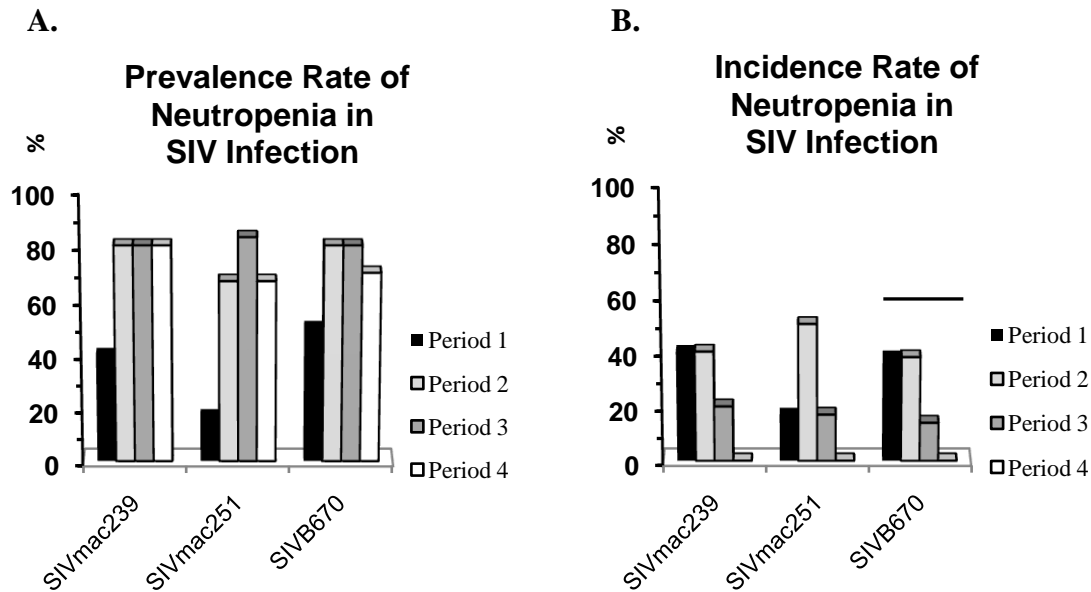 A.
Prevalence Rate of
Neutropenia in
SIV Infection
%
100
80
60
40
20
0
SIVmac239
SIVmac251
SIVB670
Period 1
Period 2
Period 3
Period 4
B.
Incidence Rate of
Neutropenia in
SIV Infection
%
100
80
60
40
20
0
SIVmac239
SIVmac251
SIVB670
Period 1
Period 2
Period 3
Period 4